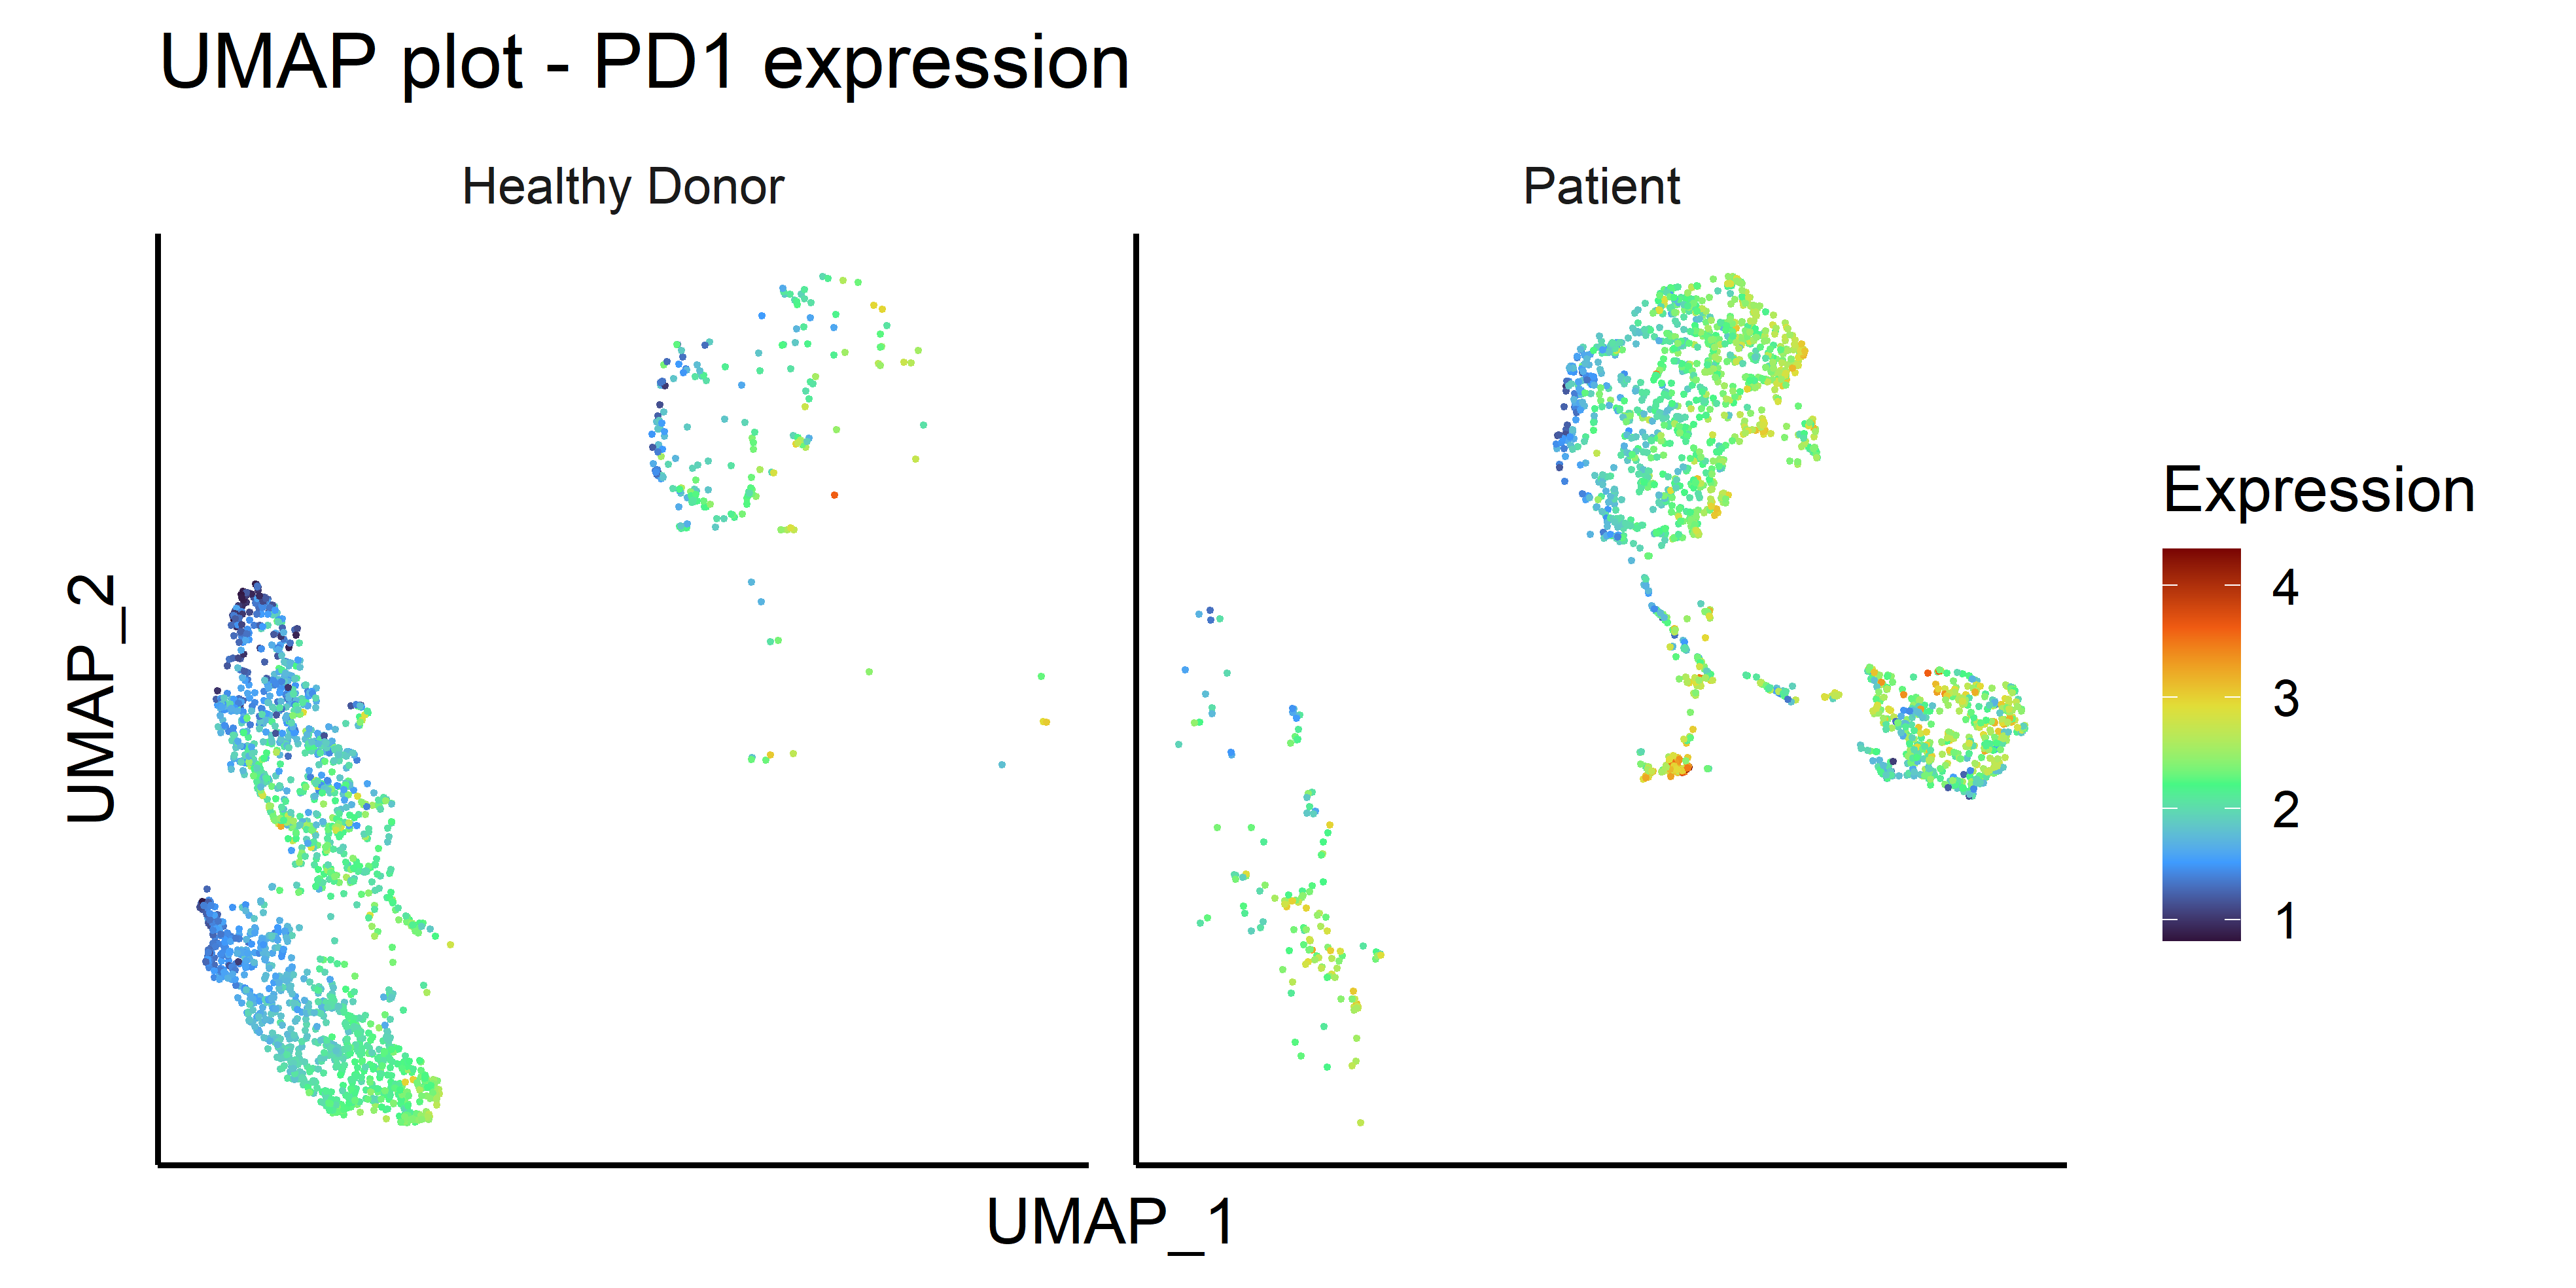 UMAP plot - PD1 expression
Healthy Donor
Patient
UMAP_2
UMAP_1
Expression
4
3
2
1